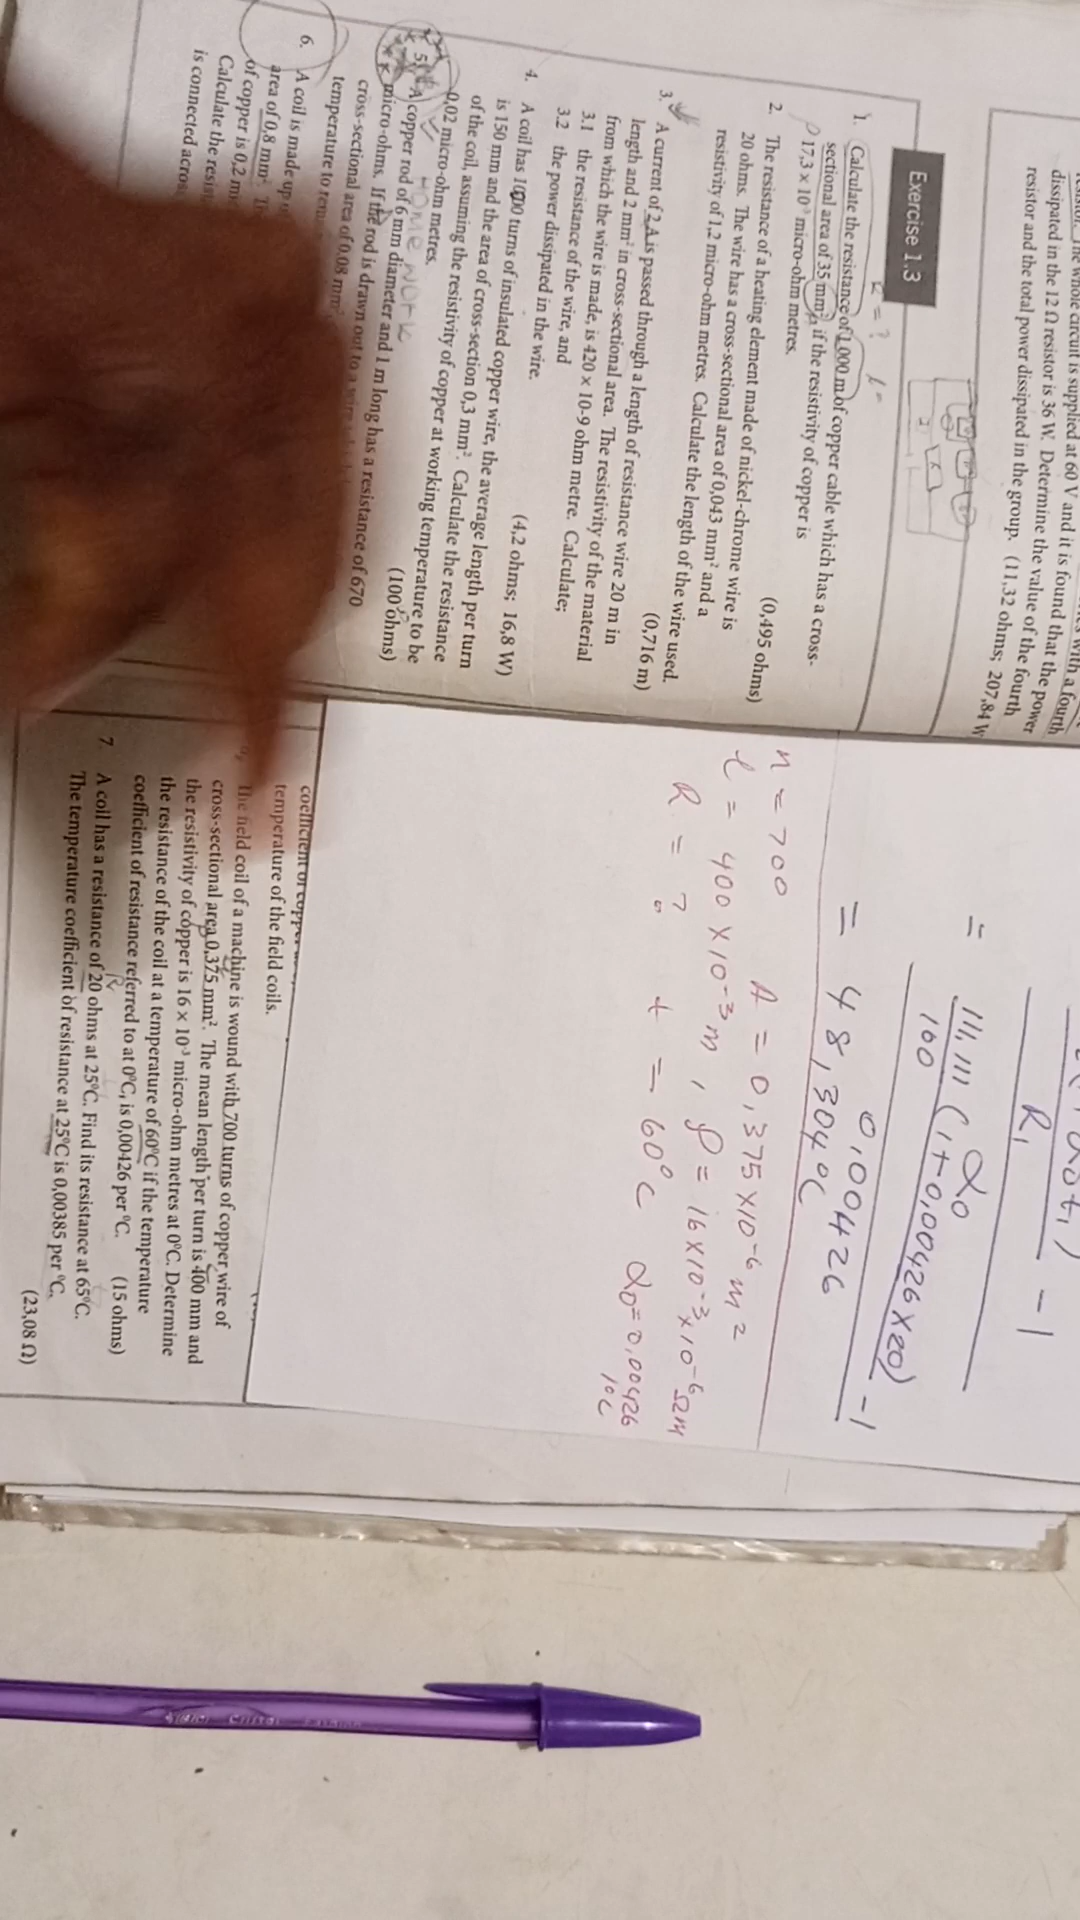 dissipated in the 12 Ω resistor is 36 W. Determine the value of the fourth
resistor and the total power dissipated in the group. (11,32 ohms; 207,84 W
Exercise 1.3
R = ? l =
1. Calculate the resistance of 1 000 m of copper cable which has a cross-
sectional area of 35 mm², if the resistivity of copper is
17,3 × 10⁻³ micro-ohm metres.
(0,495 ohms)
2. The resistance of a heating element made of nickel-chrome wire is
20 ohms. The wire has a cross-sectional area of 0,043 mm² and a
resistivity of 1,2 micro-ohm metres. Calculate the length of the wire used.
(0,716 m)
3. A current of 2 A is passed through a length of resistance wire 20 m in
length and 2 mm² in cross-sectional area. The resistivity of the material
from which the wire is made, is 420 × 10-9 ohm metre. Calculate;
3.1 the resistance of the wire, and
3.2 the power dissipated in the wire.
(4,2 ohms; 16,8 W)
4. A coil has 1000 turns of insulated copper wire, the average length per turn
is 150 mm and the area of cross-section 0,3 mm². Calculate the resistance
of the coil, assuming the resistivity of copper at working temperature to be
0,02 micro-ohm metres.
(100 ohms)
HOME WORK
5. A copper rod of 6 mm diameter and 1 m long has a resistance of 670
micro-ohms. If the rod is drawn out to a wire
cross-sectional area of 0,08 mm²
temperature to rem
6. A coil is made up
area of 0,8 mm²
of copper is 0,2 m
Calculate the resis
is connected acros
R₁ - 1
= 111,111 (1+0,00426×20) - 1
100
α₀
0,00426
= 48,304°C
n = 700 A = 0,375×10⁻⁶ m²
l = 400 × 10⁻³ m, ρ = 16×10⁻³×10⁻⁶ Ωm
R = ? t = 60°C α₀ = 0,00426
/°C
temperature of the field coils.
The field coil of a machine is wound with 700 turns of copper wire of
cross-sectional area 0,375 mm². The mean length per turn is 400 mm and
the resistivity of copper is 16 × 10⁻³ micro-ohm metres at 0°C. Determine
the resistance of the coil at a temperature of 60°C if the temperature
coefficient of resistance referred to at 0°C, is 0,00426 per °C.
(15 ohms)
7. A coil has a resistance of 20 ohms at 25°C. Find its resistance at 65°C.
The temperature coefficient of resistance at 25°C is 0,00385 per °C.
(23,08 Ω)